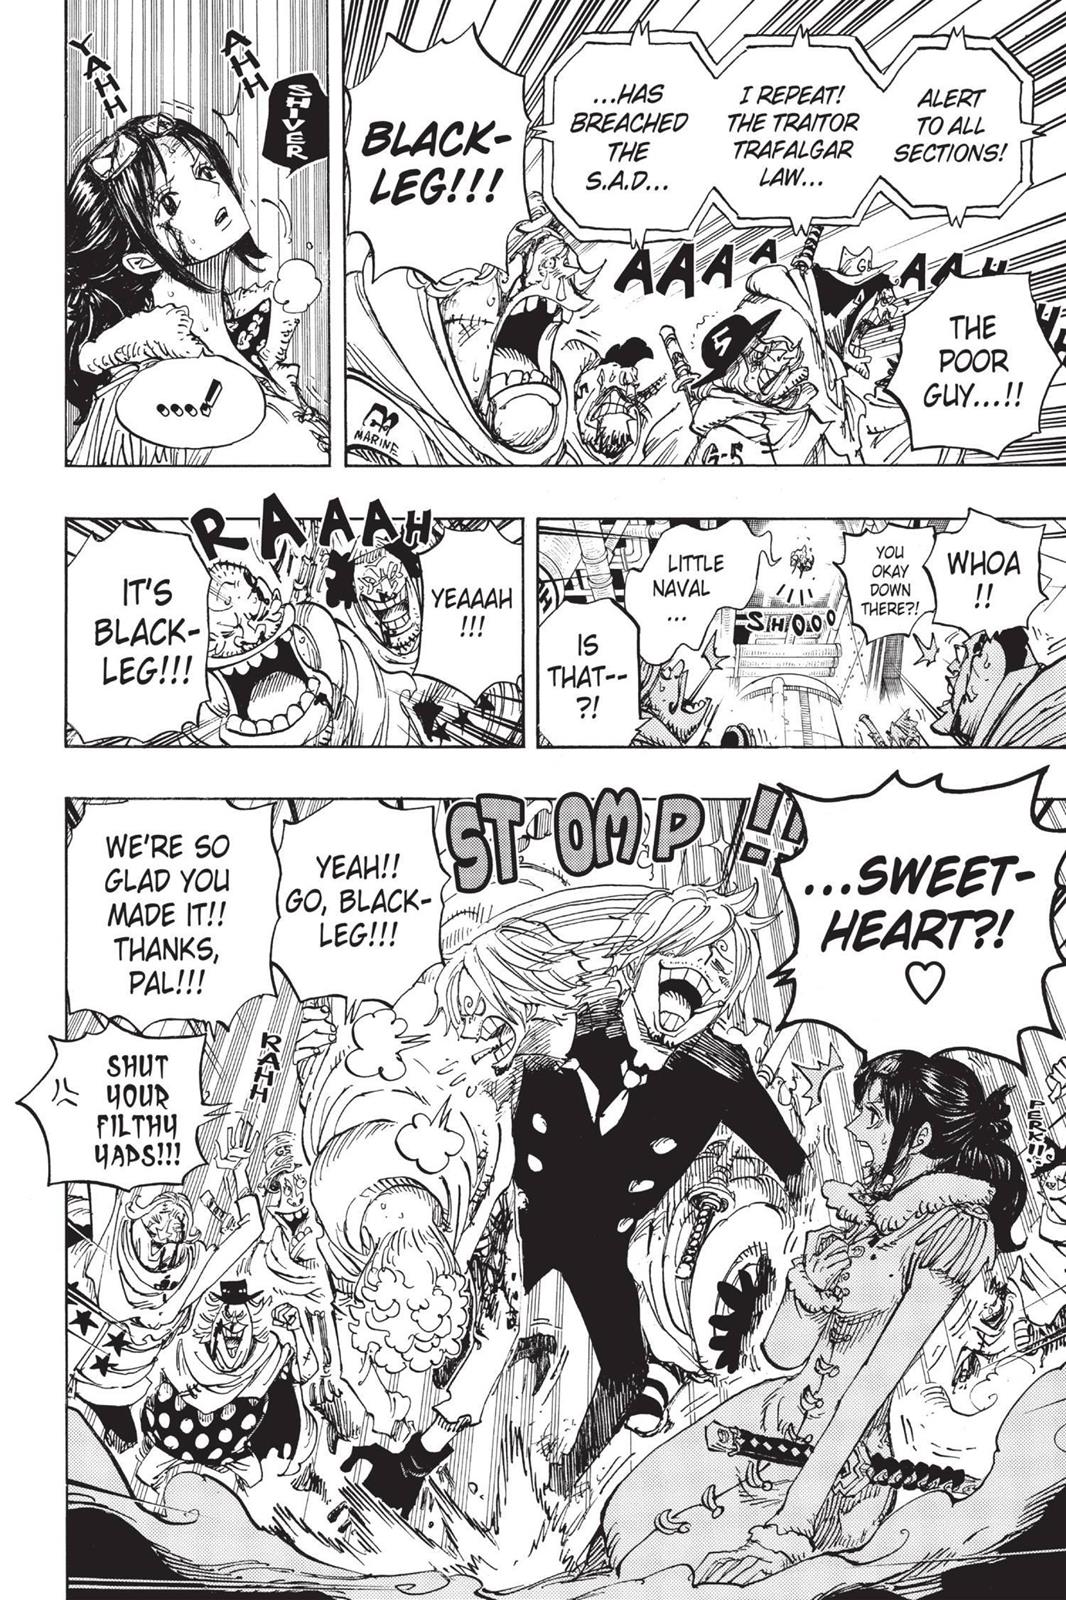 ALERT
TO ALL
SECTIONS!
I REPEAT!
THE TRAITOR
TRAFALGAR
LAW...
...HAS
BREACHED
THE
S.A.D...
BLACK-
LEG!!!
AAAA
AAH
THE
POOR
GUY...!!
MARINE
G-5
5
AHH
YAHH
SHIVER
....!
WHOA
!!
YOU
OKAY
DOWN
THERE?!
SHOOO
LITTLE
NAVAL
...
IS
THAT--
?!
RAAAAH
YEAAAH
!!!
IT'S
BLACK-
LEG!!!
...SWEET-
HEART?!
♡
STOMP!!
YEAH!!
GO, BLACK-
LEG!!!
WE'RE SO
GLAD YOU
MADE IT!!
THANKS,
PAL!!!
RAHH
SHUT
YOUR
FILTHY
YAPS!!!
PERK!!